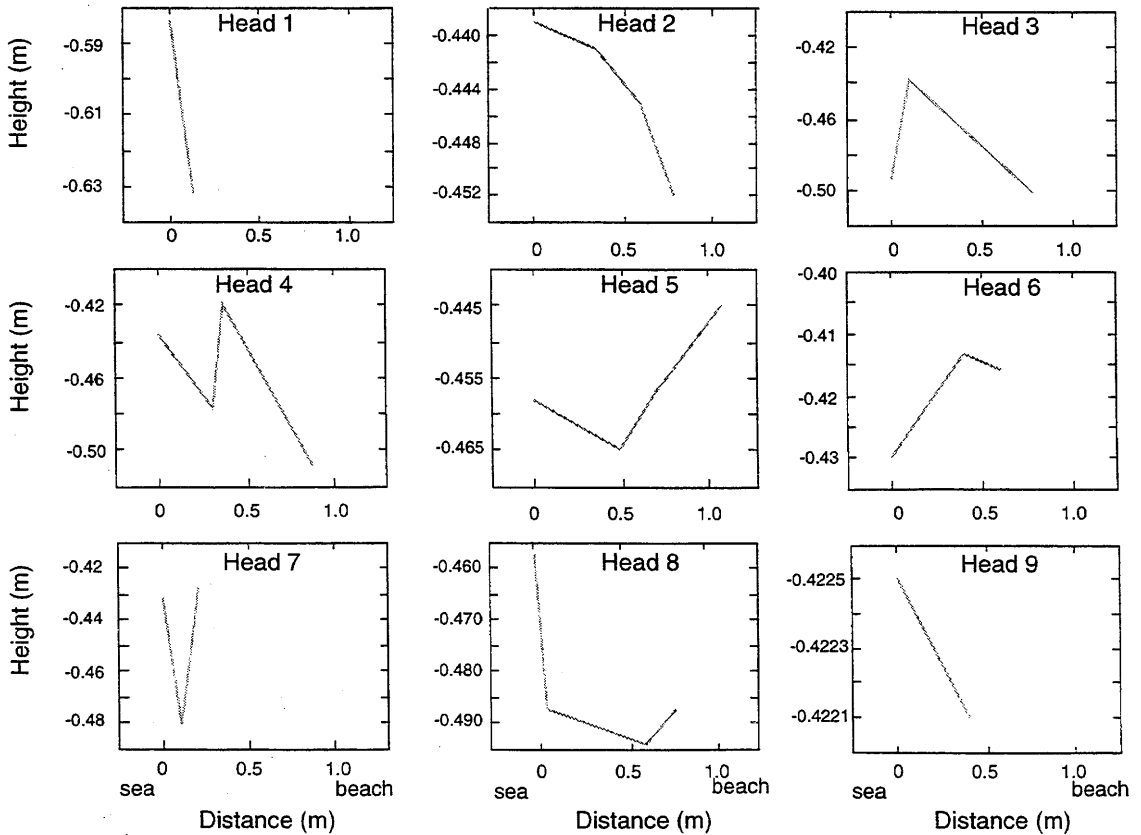 Head 1
Height (m)
-0.59
-0.61
-0.63
0 0.5 1.0
Head 2
-0.440
-0.444
-0.448
-0.452
0 0.5 1.0
Head 3
-0.42
-0.46
-0.50
0 0.5 1.0
Head 4
Height (m)
-0.42
-0.46
-0.50
0 0.5 1.0
Head 5
-0.445
-0.455
-0.465
0 0.5 1.0
Head 6
-0.40
-0.41
-0.42
-0.43
0 0.5 1.0
Head 7
Height (m)
-0.42
-0.44
-0.46
-0.48
0 0.5 1.0
sea beach
Distance (m)
Head 8
-0.460
-0.470
-0.480
-0.490
0 0.5 1.0
sea beach
Distance (m)
Head 9
-0.4225
-0.4223
-0.4221
0 0.5 1.0
sea beach
Distance (m)